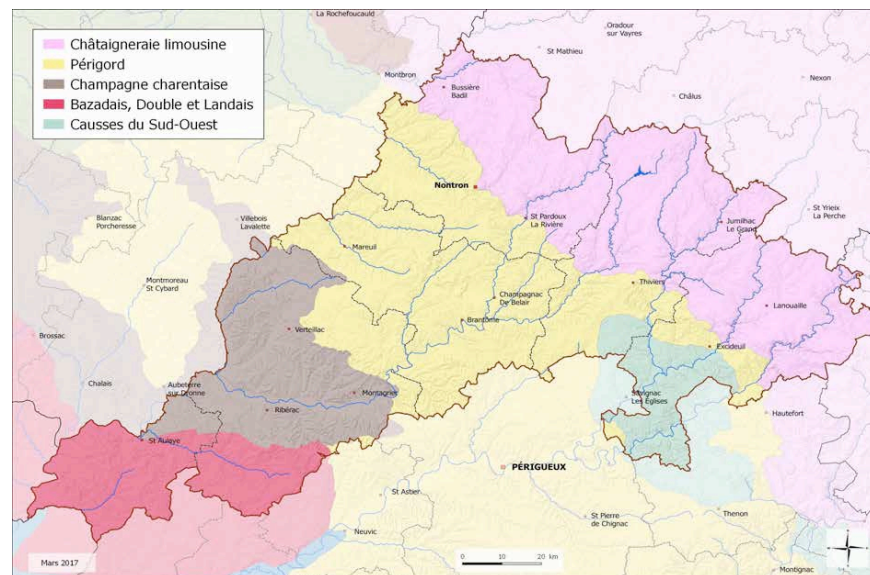 La Rochefoucauld
Oradour
sur Vayres
Châtaigneraie limousine
Périgord
Champagne charentaise
Bazadais, Double et Landais
Causses du Sud-Ouest
St Mathieu
Montbron
Nexon
Bussière
Badil
Châlus
Nontron
St Yrieix
La Perche
Blanzac
Porcheresse
Villebois
Lavalette
St Pardoux
La Rivière
Jumilhac
Le Grand
Mareuil
Montmoreau
St Cybard
Thiviers
Champagnac
De Belair
Lanouaille
Brantôme
Verteillac
Brossac
Excideuil
Chalais
Aubeterre
sur Dronne
Montagrier
Savignac
Les Églises
Ribérac
Hautefort
St Aulaye
PÉRIGUEUX
St Astier
St Pierre
de Chignac
Thenon
Neuvic
Mars 2017
0 10 20 km
Montignac